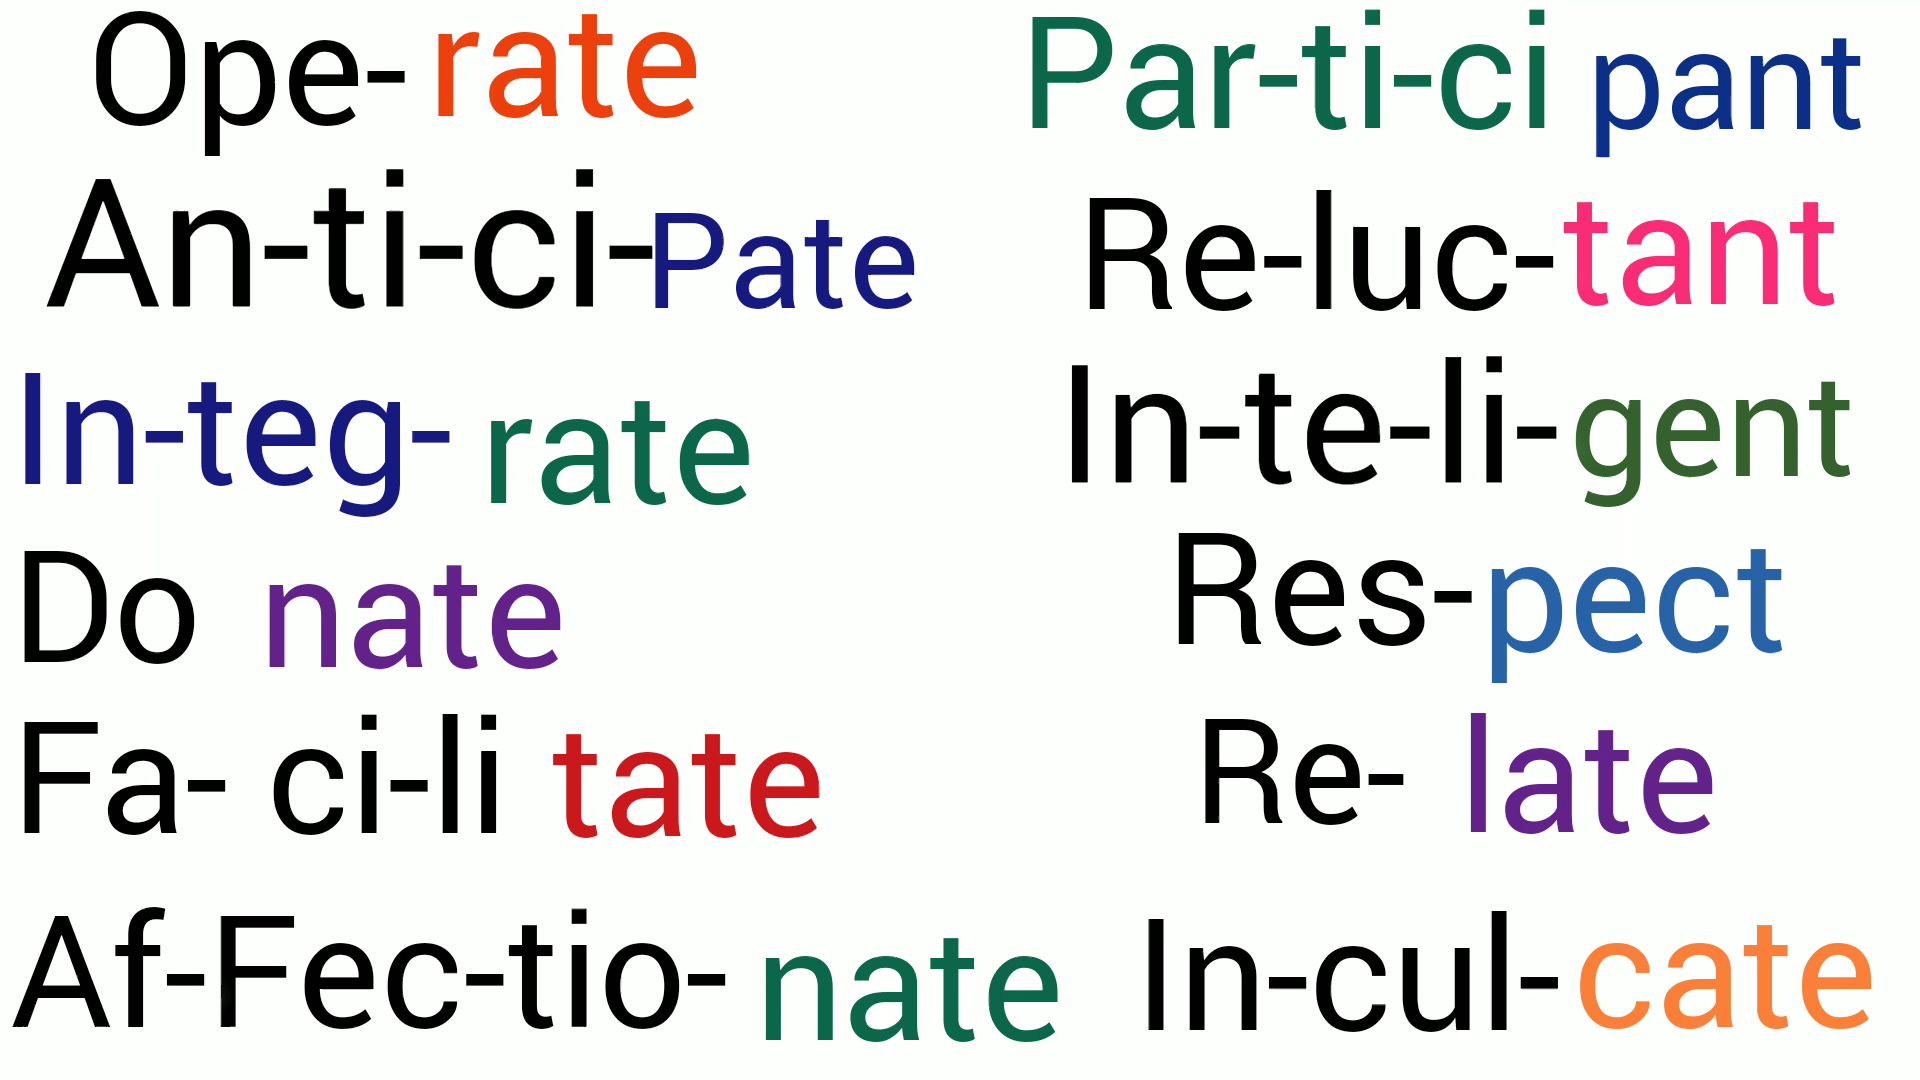 Ope- rate
An-ti-ci-Pate
In-teg- rate
Do nate
Fa- ci-li tate
Af-Fec-tio- nate
Par-ti-ci pant
Re-luc-tant
In-te-li-gent
Res-pect
Re- late
In-cul-cate